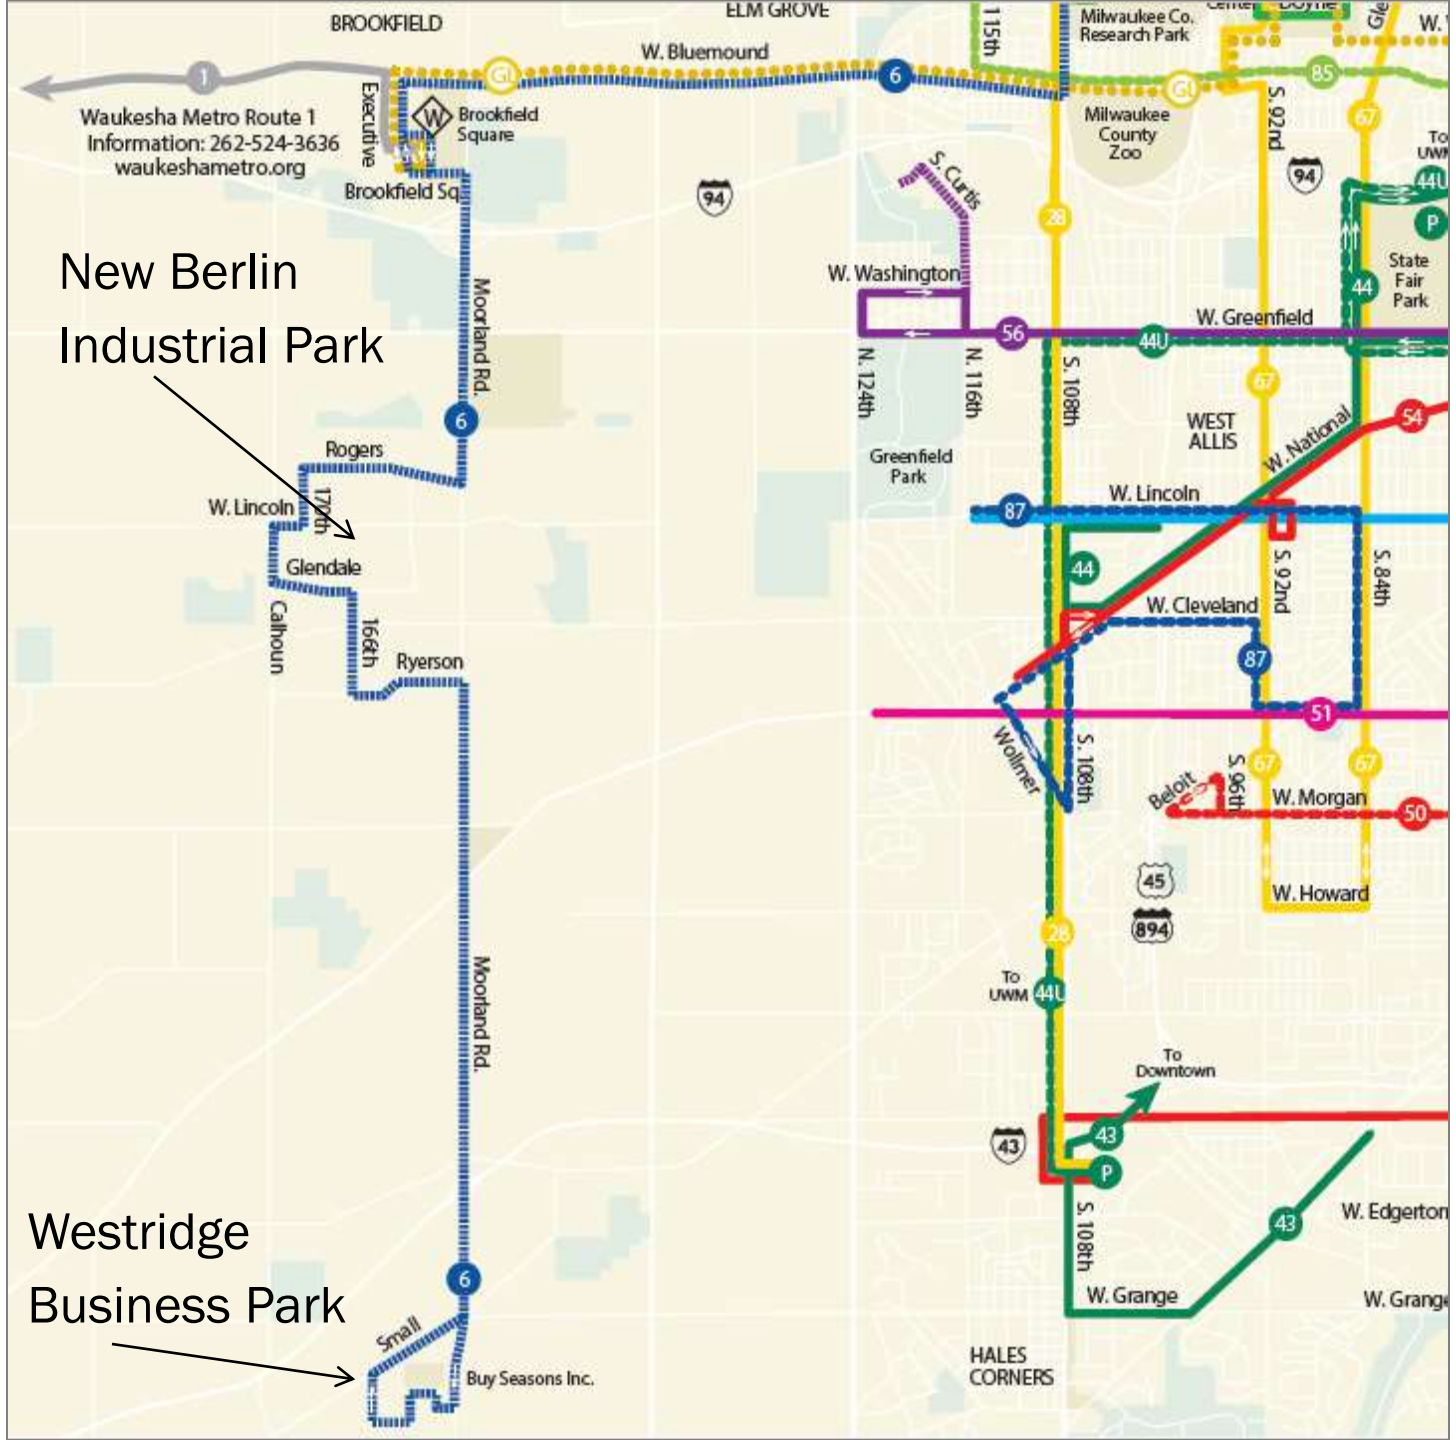 BROOKFIELD
ELM GROVE
115th
Milwaukee Co.
Research Park
Center
Doyne
Gle
W.
W. Bluemound
1
GL
6
GL
85
Waukesha Metro Route 1
Information: 262-524-3636
waukeshametro.org
Executive
W
Brookfield
Square
Brookfield Sq
Milwaukee
County
Zoo
S. 92nd
67
94
94
To
UWM
44U
P
S. Curtis
28
State
Fair
Park
44
New Berlin
Industrial Park
Moorland Rd.
W. Washington
W. Greenfield
56
44U
N. 124th
N. 116th
S. 108th
67
54
6
WEST
ALLIS
W. National
Rogers
Greenfield
Park
W. Lincoln
170th
87
W. Lincoln
Glendale
44
S. 92nd
S. 84th
Calhoun
166th
W. Cleveland
Ryerson
87
51
Wollmer
S. 108th
67
67
Beloit
S. 96th
W. Morgan
50
45
W. Howard
894
28
To
UWM
44U
Moorland Rd.
To
Downtown
43
43
P
S. 108th
43
W. Edgerton
Westridge
Business Park
6
W. Grange
W. Grange
Small
Buy Seasons Inc.
HALES
CORNERS